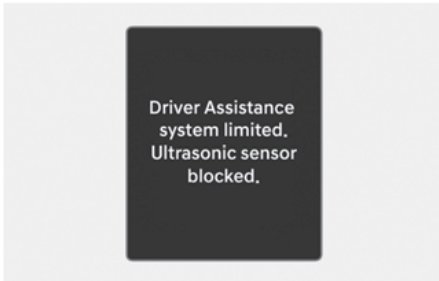 Driver Assistance
system limited.
Ultrasonic sensor
blocked.